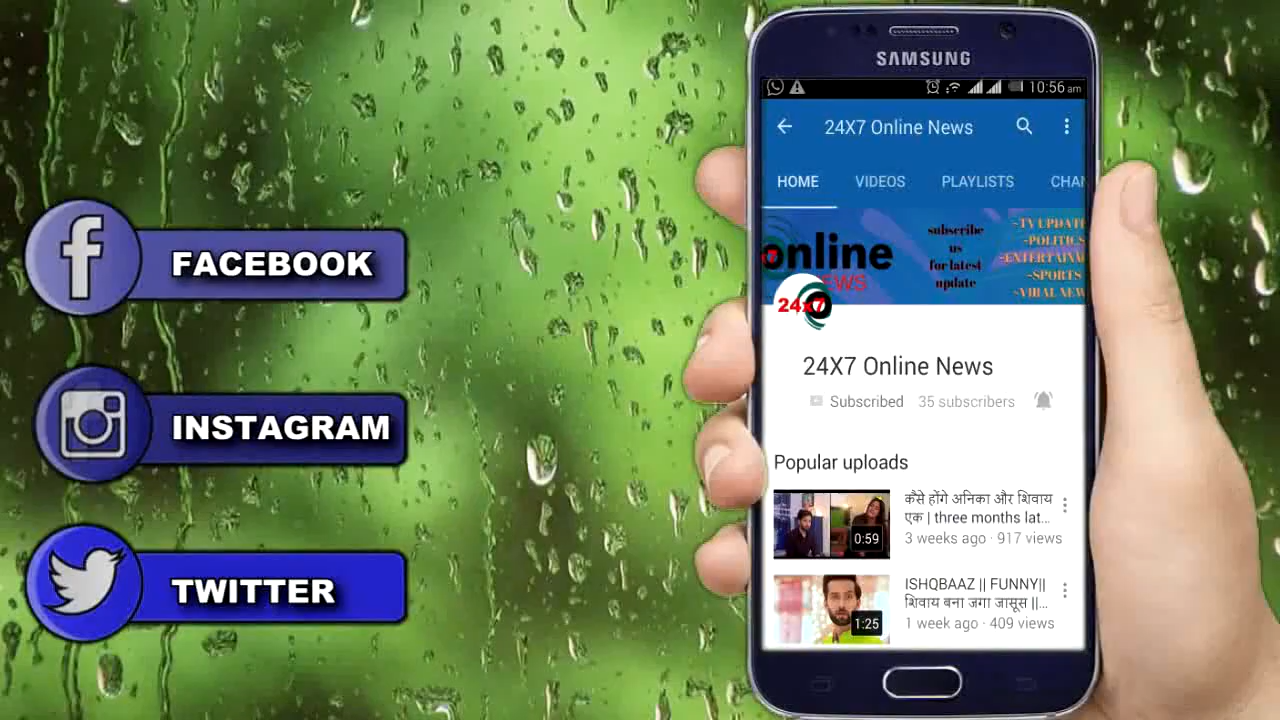 FACEBOOK
INSTAGRAM
TWITTER
SAMSUNG
10:56 am
24X7 Online News
HOME VIDEOS PLAYLISTS CHAN
online
NEWS
subscribe
us
for latest
update
~TV UPDATE
~POLITICS
~ENTERTAINM
~SPORTS
~VIRAL NEW
24x7
24X7 Online News
Subscribed 35 subscribers
Popular uploads
कैसे होंगे अनिका और शिवाय
एक | three months lat...
3 weeks ago · 917 views
0:59
ISHQBAAZ || FUNNY||
शिवाय बना जगा जासूस ||...
1 week ago · 409 views
1:25